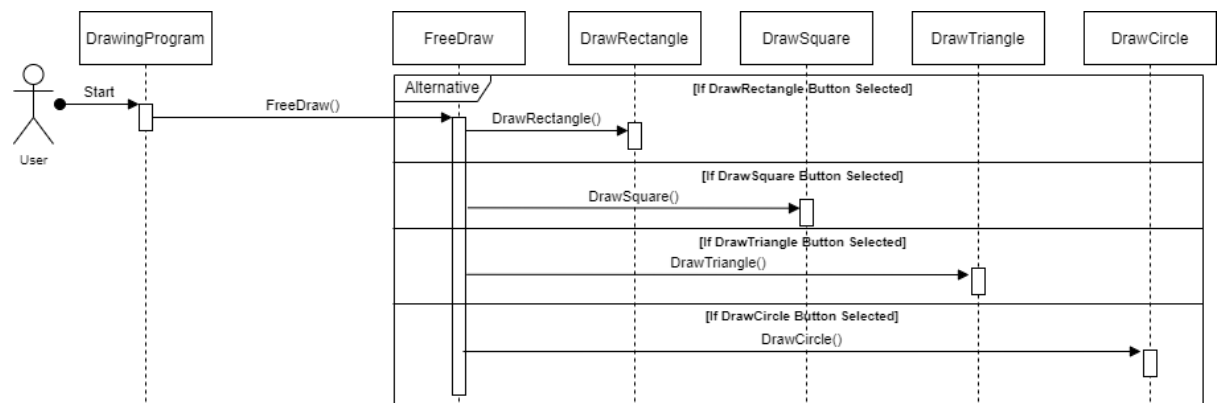 DrawingProgram
FreeDraw
DrawRectangle
DrawSquare
DrawTriangle
DrawCircle
Alternative
[If DrawRectangle Button Selected]
Start
FreeDraw()
DrawRectangle()
User
[If DrawSquare Button Selected]
DrawSquare()
[If DrawTriangle Button Selected]
DrawTriangle()
[If DrawCircle Button Selected]
DrawCircle()